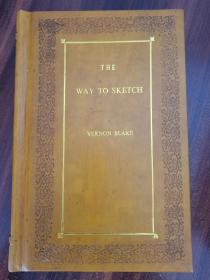 THE
WAY TO SKETCH
VERNON BLAKE